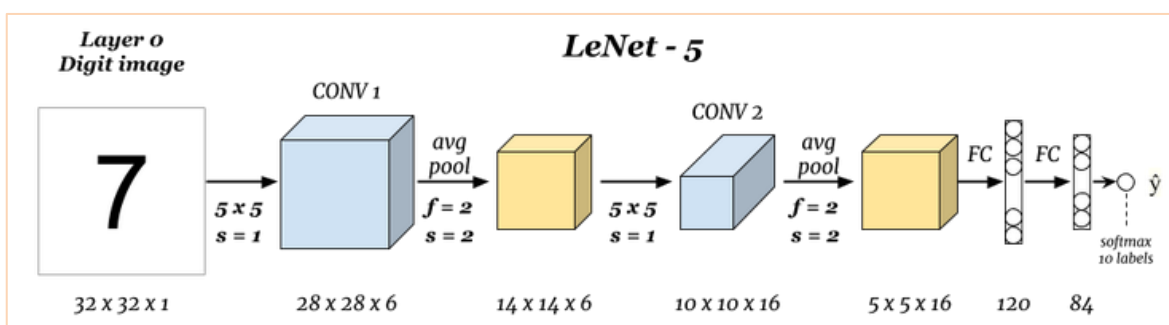 Layer 0
Digit image
LeNet - 5
7
CONV 1
CONV 2
avg
pool
avg
pool
FC
FC
5 x 5
s = 1
f = 2
s = 2
5 x 5
s = 1
f = 2
s = 2
ŷ
softmax
10 labels
32 x 32 x 1
28 x 28 x 6
14 x 14 x 6
10 x 10 x 16
5 x 5 x 16
120
84